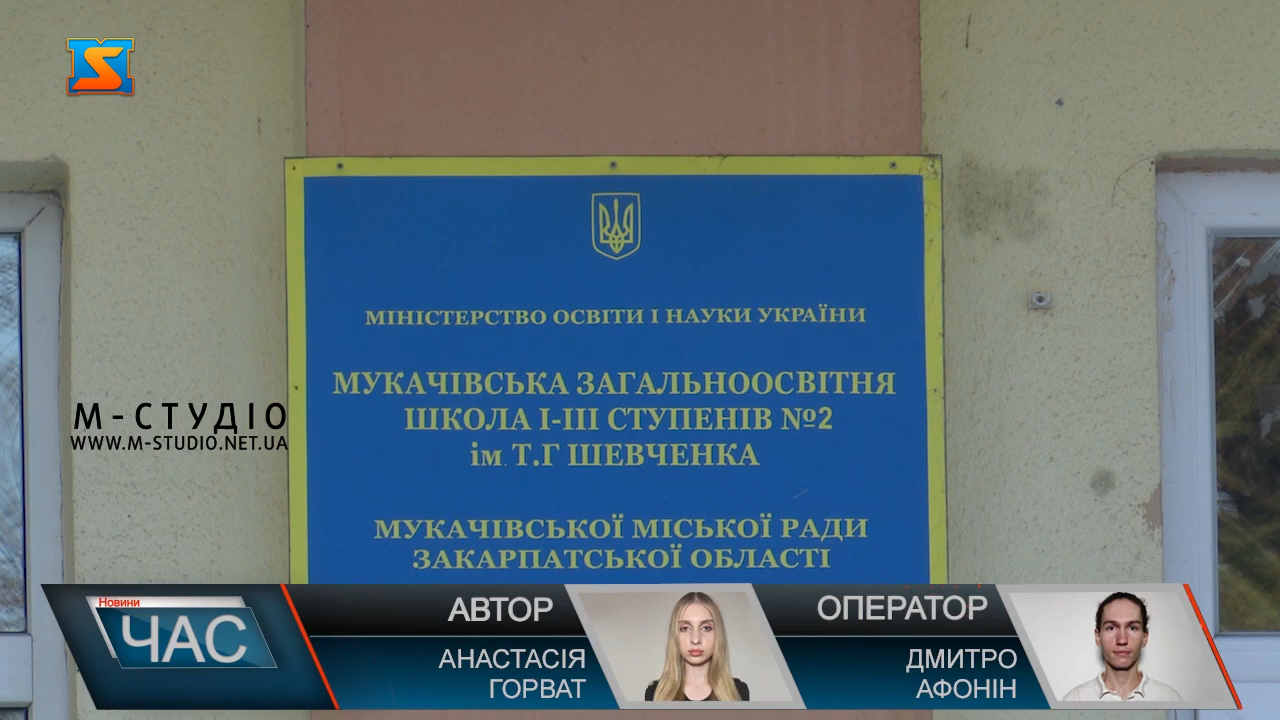 МІНІСТЕРСТВО ОСВІТИ І НАУКИ УКРАЇНИ
МУКАЧІВСЬКА ЗАГАЛЬНООСВІТНЯ
ШКОЛА І-ІІІ СТУПЕНІВ №2
ім. Т.Г ШЕВЧЕНКА
МУКАЧІВСЬКОЇ МІСЬКОЇ РАДИ
ЗАКАРПАТСЬКОЇ ОБЛАСТІ
М-СТУДІО
WWW.M-STUDIO.NET.UA
Новини
ЧАС
АВТОР
АНАСТАСІЯ
ГОРВАТ
ОПЕРАТОР
ДМИТРО
АФОНІН